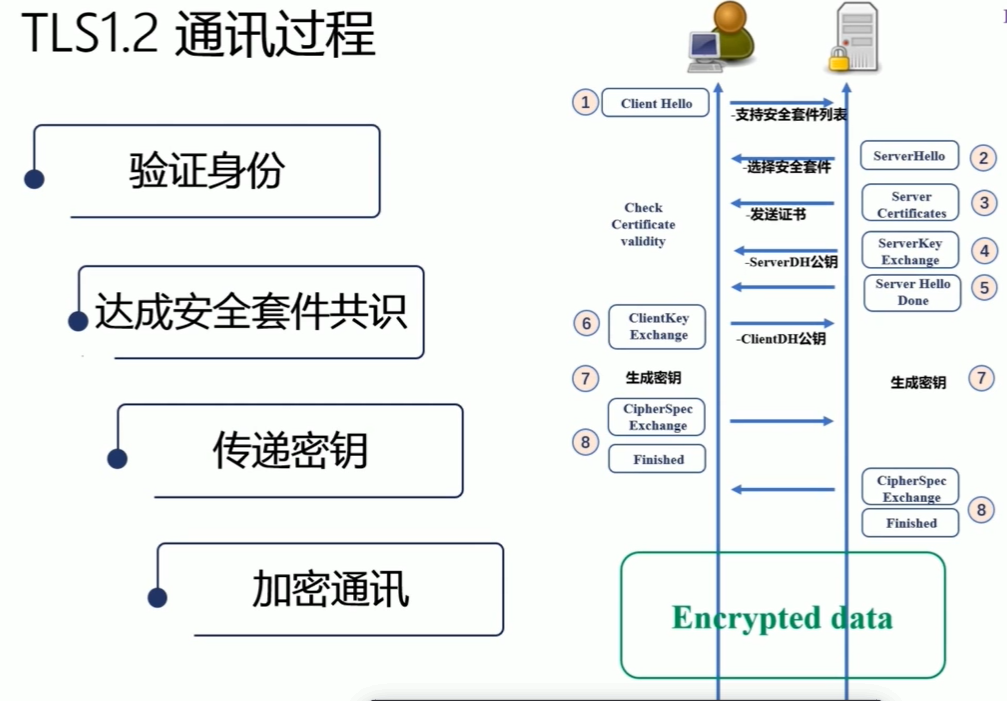 TLS1.2 通讯过程
验证身份
达成安全套件共识
传递密钥
加密通讯
1
Client Hello
-支持安全套件列表
ServerHello
2
-选择安全套件
Server
Certificates
3
-发送证书
Check
Certificate
validity
ServerKey
Exchange
4
-ServerDH公钥
Server Hello
Done
5
6
ClientKey
Exchange
-ClientDH公钥
7
生成密钥
生成密钥
7
CipherSpec
Exchange
8
Finished
CipherSpec
Exchange
8
Finished
Encrypted data